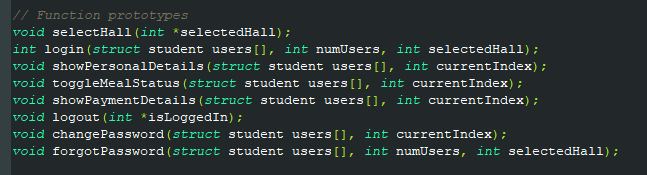 // Function prototypes
void selectHall(int *selectedHall);
int login(struct student users[], int numUsers, int selectedHall);
void showPersonalDetails(struct student users[], int currentIndex);
void toggleMealStatus(struct student users[], int currentIndex);
void showPaymentDetails(struct student users[], int currentIndex);
void logout(int *isLoggedIn);
void changePassword(struct student users[], int currentIndex);
void forgotPassword(struct student users[], int numUsers, int selectedHall);